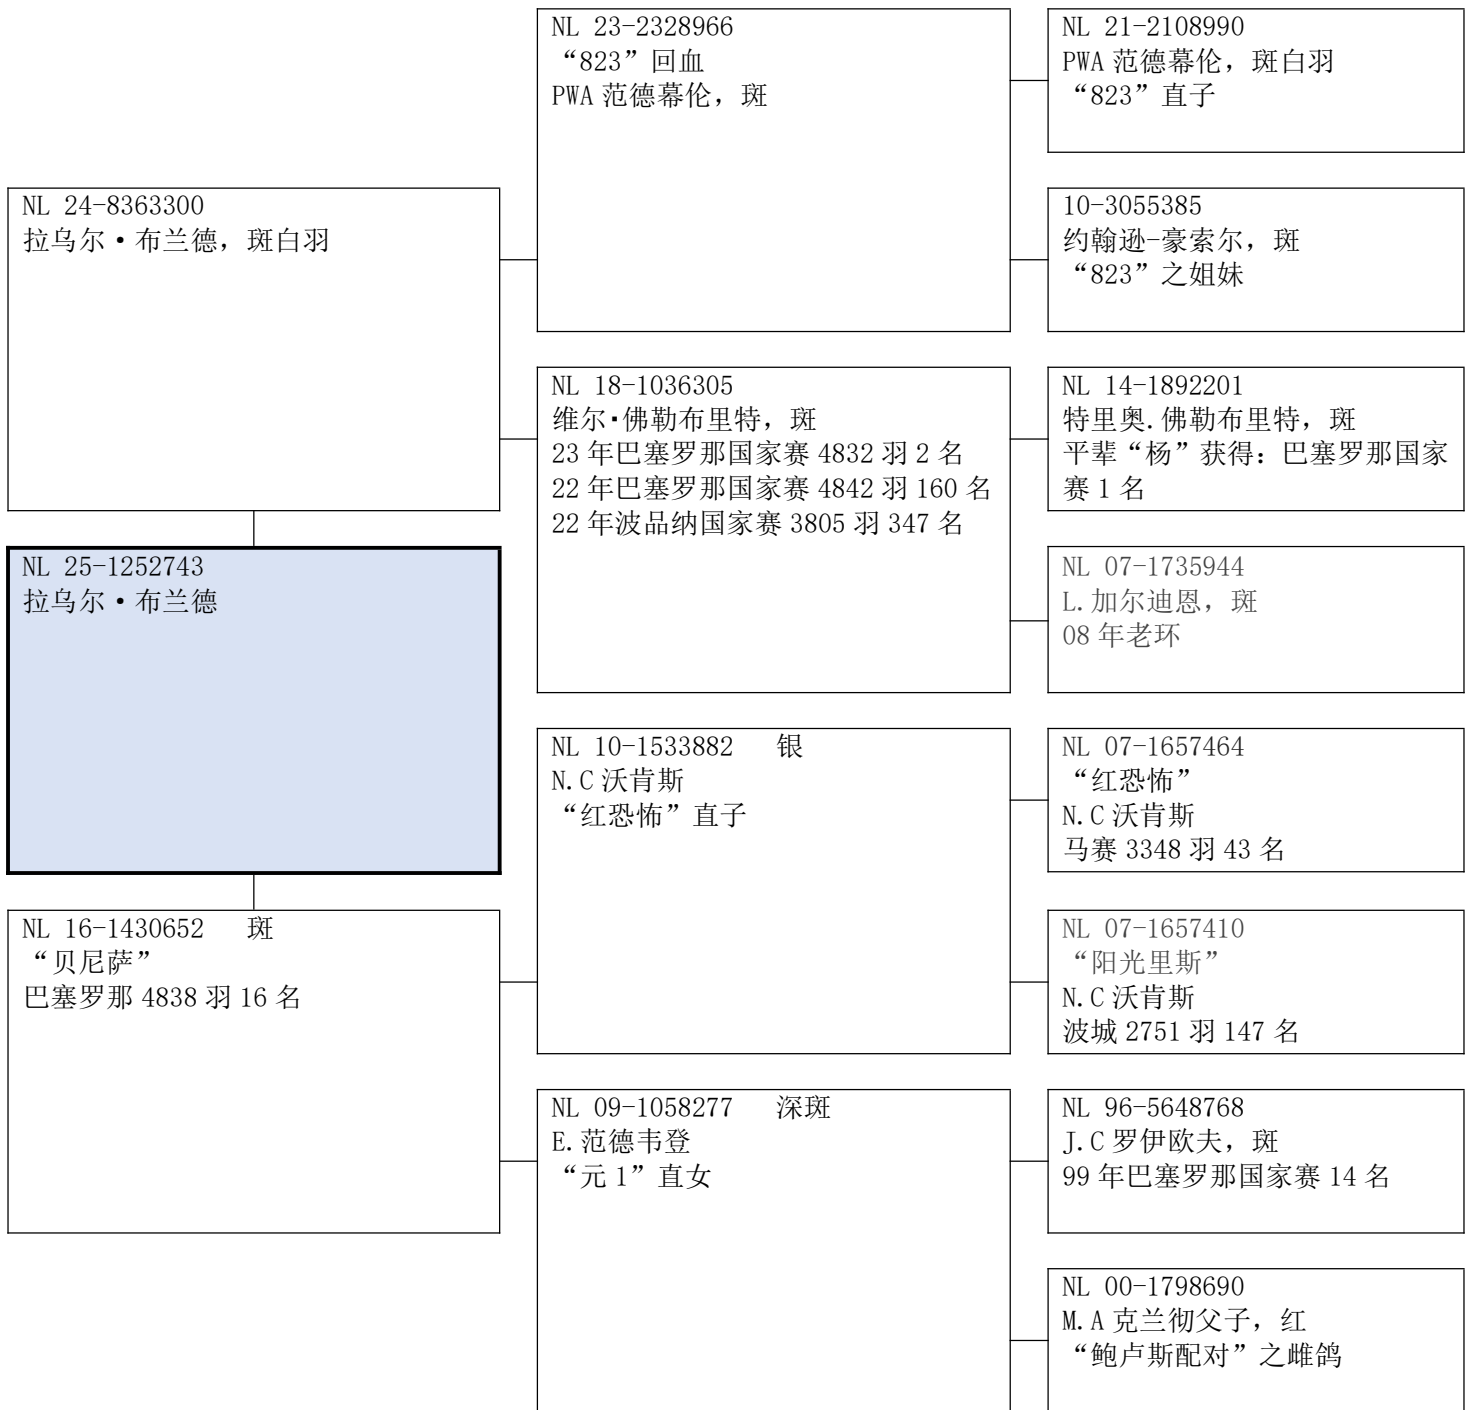 NL 23-2328966
“823”回血
PWA 范德幕伦，斑
NL 21-2108990
PWA 范德幕伦，斑白羽
“823”直子
NL 24-8363300
拉乌尔·布兰德，斑白羽
10-3055385
约翰逊-豪索尔，斑
“823”之姐妹
NL 18-1036305
维尔·佛勒布里特，斑
23 年巴塞罗那国家赛 4832 羽 2 名
22 年巴塞罗那国家赛 4842 羽 160 名
22 年波品纳国家赛 3805 羽 347 名
NL 14-1892201
特里奥.佛勒布里特，斑
平辈“杨”获得：巴塞罗那国家
赛 1 名
NL 25-1252743
拉乌尔·布兰德
NL 07-1735944
L.加尔迪恩，斑
08 年老环
NL 10-1533882 银
N.C 沃肯斯
“红恐怖”直子
NL 07-1657464
“红恐怖”
N.C 沃肯斯
马赛 3348 羽 43 名
NL 16-1430652 斑
“贝尼萨”
巴塞罗那 4838 羽 16 名
NL 07-1657410
“阳光里斯”
N.C 沃肯斯
波城 2751 羽 147 名
NL 09-1058277 深斑
E.范德韦登
“元 1”直女
NL 96-5648768
J.C 罗伊欧夫，斑
99 年巴塞罗那国家赛 14 名
NL 00-1798690
M.A 克兰彻父子，红
“鲍卢斯配对”之雌鸽